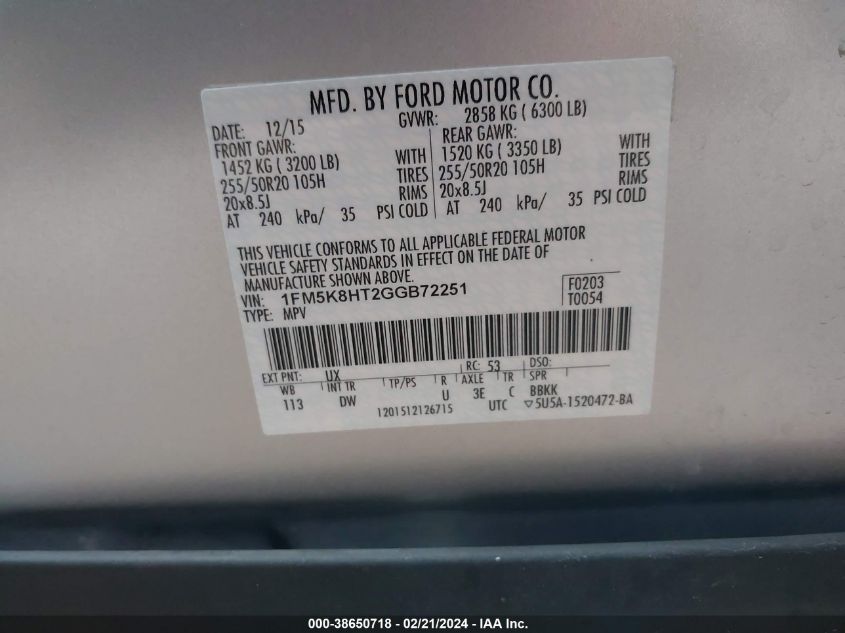 MFD. BY FORD MOTOR CO.
DATE: 12/15 GVWR: 2858 KG ( 6300 LB)
FRONT GAWR: REAR GAWR:
1452 KG ( 3200 LB) WITH 1520 KG ( 3350 LB) WITH
255/50R20 105H TIRES 255/50R20 105H TIRES
20x8.5J RIMS 20x8.5J RIMS
AT 240 kPa/ 35 PSI COLD AT 240 kPa/ 35 PSI COLD
THIS VEHICLE CONFORMS TO ALL APPLICABLE FEDERAL MOTOR
VEHICLE SAFETY STANDARDS IN EFFECT ON THE DATE OF
MANUFACTURE SHOWN ABOVE.
VIN: 1FM5K8HT2GGB72251 F0203
TYPE: MPV T0054
EXT PNT: UX RC: 53 DSO:
WB INT TR TP/PS R AXLE TR SPR
113 DW U 3E C BBKK
1201512126715 UTC ▽5U5A-1520472-BA
000-38650718 - 02/21/2024 - IAA Inc.